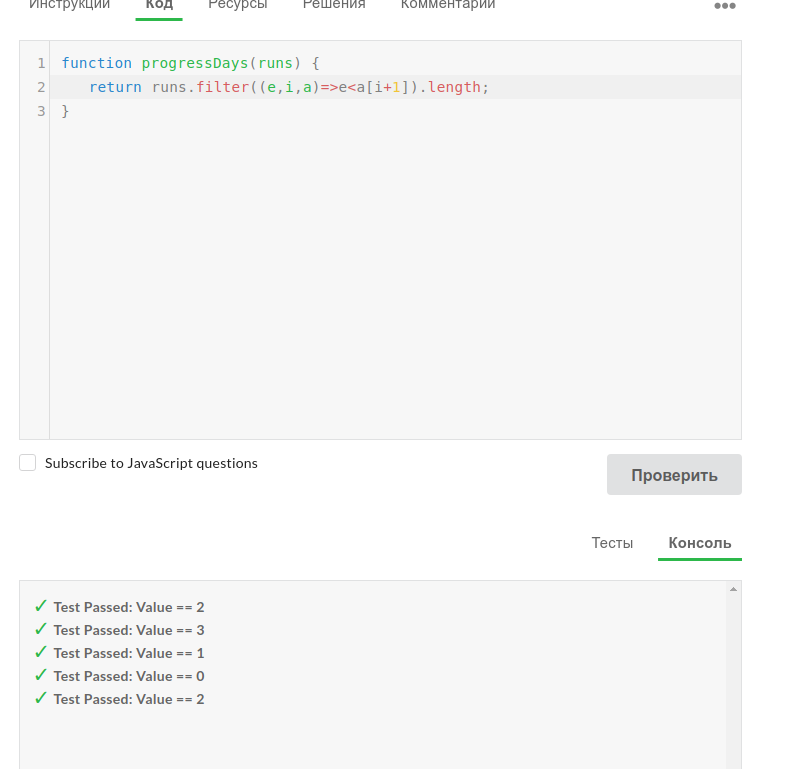 Инструкции Код Ресурсы Решения Комментарии
1 function progressDays(runs) {
2 return runs.filter((e,i,a)=>e<a[i+1]).length;
3 }
Subscribe to JavaScript questions
Проверить
Тесты Консоль
✓ Test Passed: Value == 2
✓ Test Passed: Value == 3
✓ Test Passed: Value == 1
✓ Test Passed: Value == 0
✓ Test Passed: Value == 2